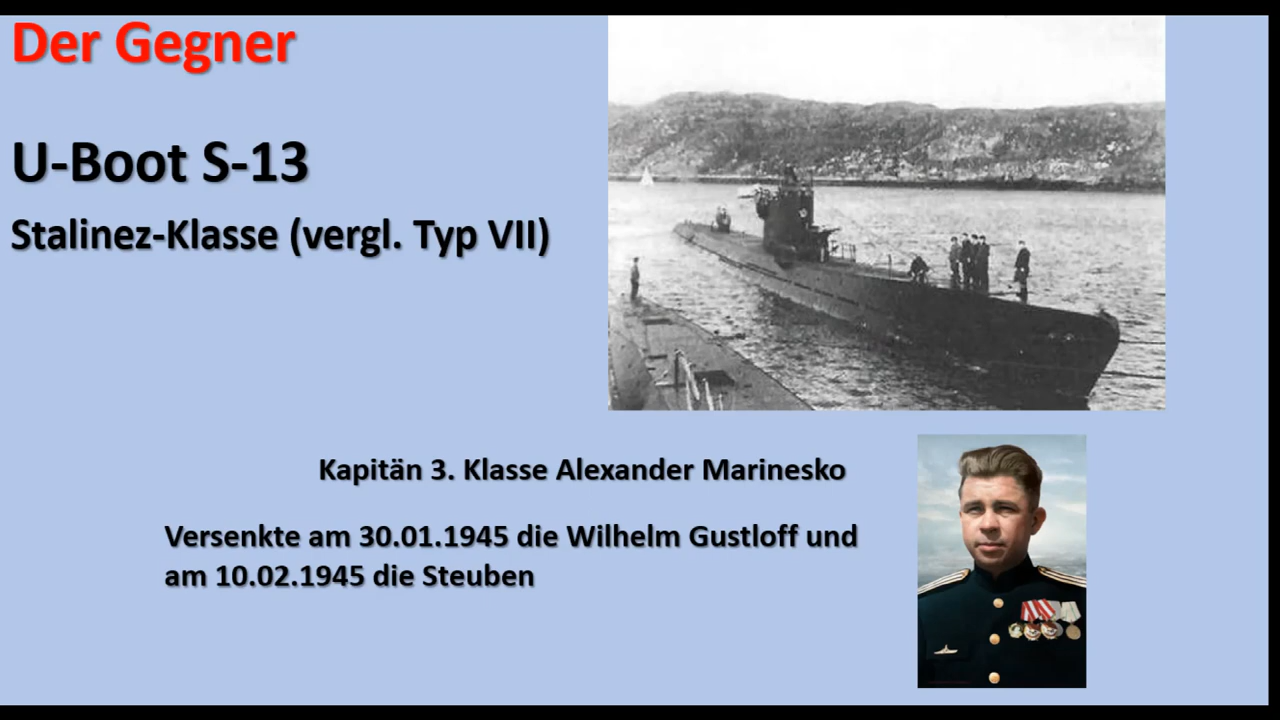 Der Gegner
U-Boot S-13
Stalinez-Klasse (vergl. Typ VII)
Kapitän 3. Klasse Alexander Marinesko
Versenkte am 30.01.1945 die Wilhelm Gustloff und
am 10.02.1945 die Steuben